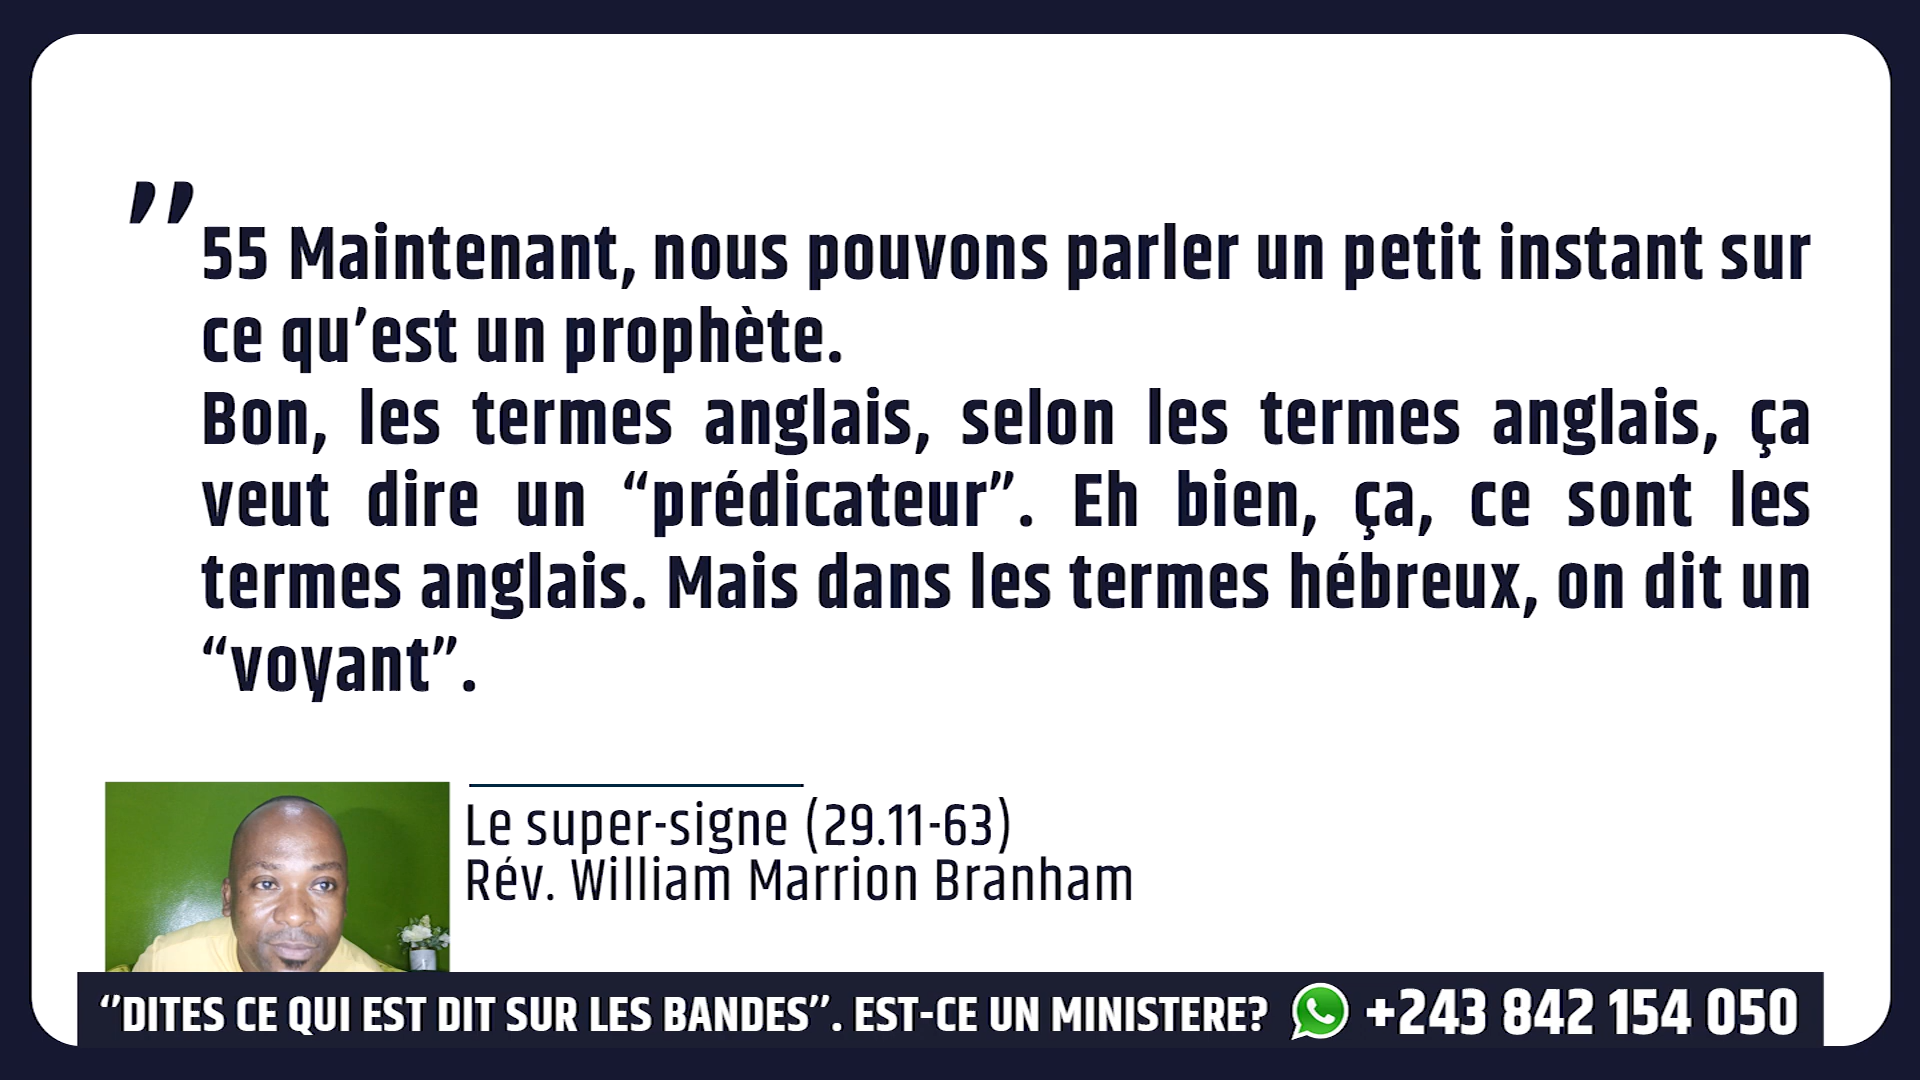 ”
55 Maintenant, nous pouvons parler un petit instant sur
ce qu’est un prophète.
Bon, les termes anglais, selon les termes anglais, ça
veut dire un “prédicateur”. Eh bien, ça, ce sont les
termes anglais. Mais dans les termes hébreux, on dit un
“voyant”.
Le super-signe (29.11-63)
Rév. William Marrion Branham
‘’DITES CE QUI EST DIT SUR LES BANDES’’. EST-CE UN MINISTERE? +243 842 154 050